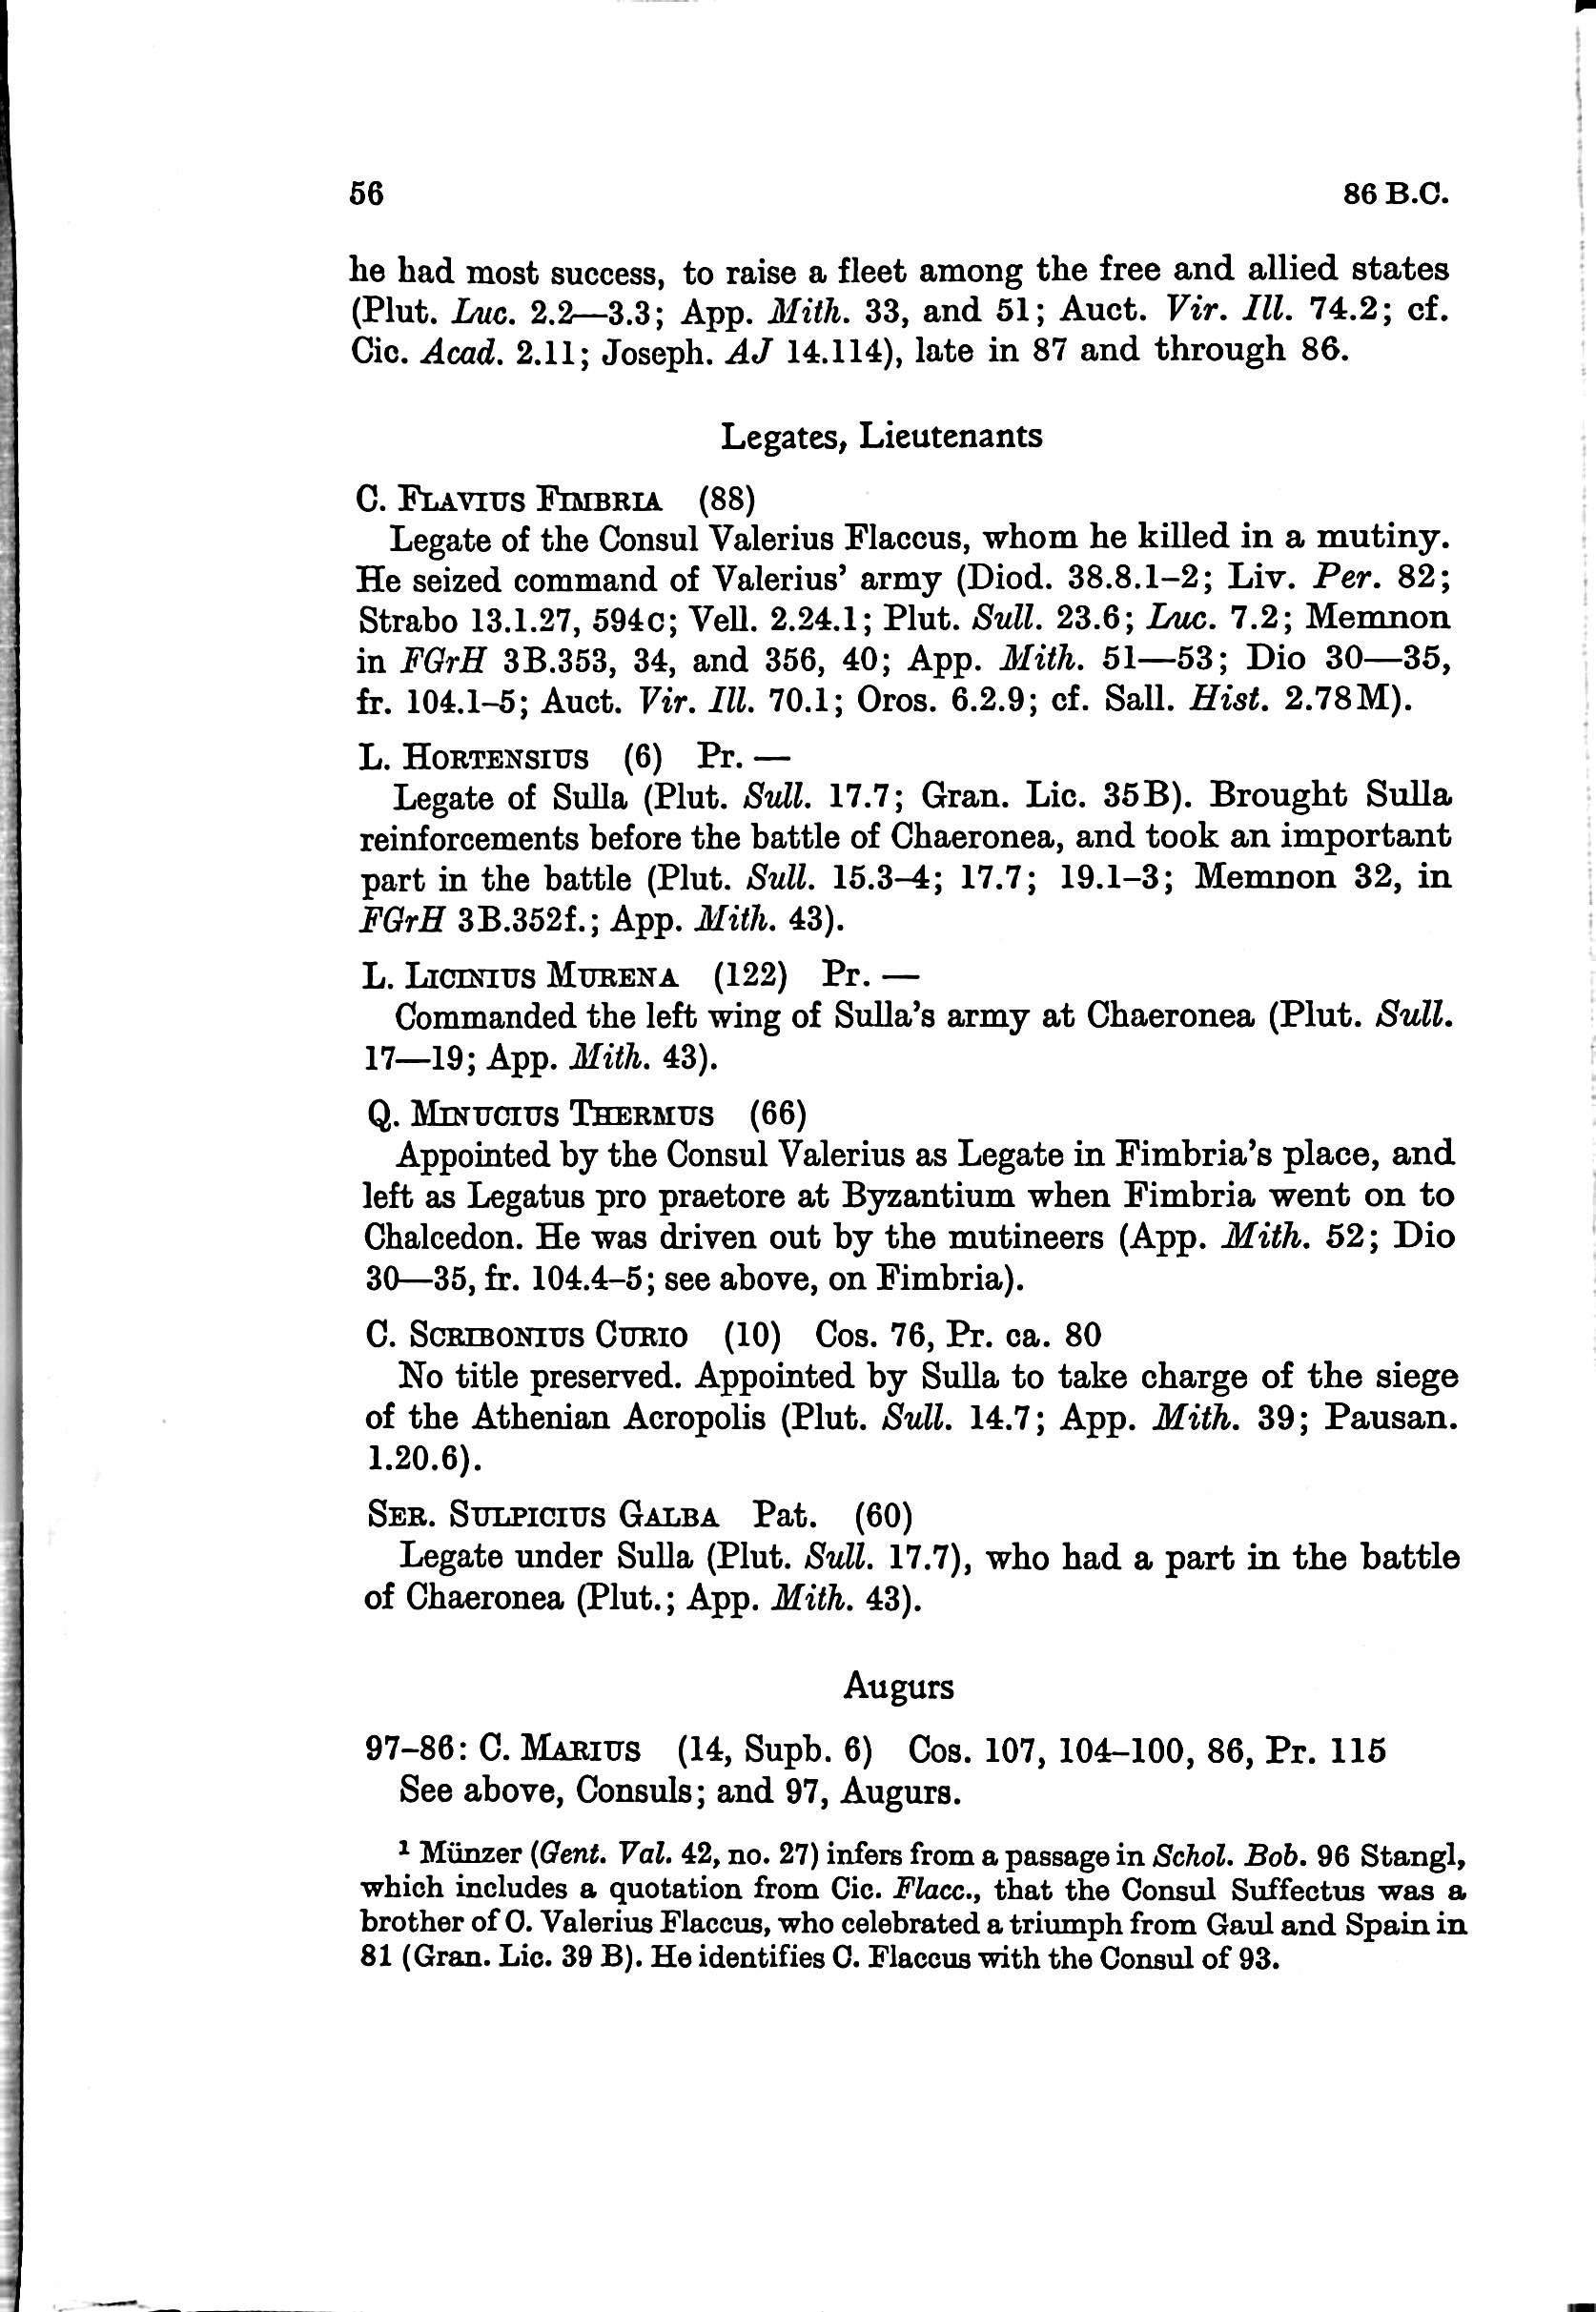 56 86 B.C.
he had most success, to raise a fleet among the free and allied states
(Plut. Luc. 2.2—3.3; App. Mith. 33, and 51; Auct. Vir. Ill. 74.2; cf.
Cic. Acad. 2.11; Joseph. AJ 14.114), late in 87 and through 86.
Legates, Lieutenants
C. FLAVIUS FIMBRIA (88)
Legate of the Consul Valerius Flaccus, whom he killed in a mutiny.
He seized command of Valerius’ army (Diod. 38.8.1–2; Liv. Per. 82;
Strabo 13.1.27, 594c; Vell. 2.24.1; Plut. Sull. 23.6; Luc. 7.2; Memnon
in FGrH 3B.353, 34, and 356, 40; App. Mith. 51—53; Dio 30—35,
fr. 104.1–5; Auct. Vir. Ill. 70.1; Oros. 6.2.9; cf. Sall. Hist. 2.78M).
L. HORTENSIUS (6) Pr. —
Legate of Sulla (Plut. Sull. 17.7; Gran. Lic. 35B). Brought Sulla
reinforcements before the battle of Chaeronea, and took an important
part in the battle (Plut. Sull. 15.3–4; 17.7; 19.1–3; Memnon 32, in
FGrH 3B.352f.; App. Mith. 43).
L. LICINIUS MURENA (122) Pr. —
Commanded the left wing of Sulla’s army at Chaeronea (Plut. Sull.
17—19; App. Mith. 43).
Q. MINUCIUS THERMUS (66)
Appointed by the Consul Valerius as Legate in Fimbria’s place, and
left as Legatus pro praetore at Byzantium when Fimbria went on to
Chalcedon. He was driven out by the mutineers (App. Mith. 52; Dio
30—35, fr. 104.4–5; see above, on Fimbria).
C. SCRIBONIUS CURIO (10) Cos. 76, Pr. ca. 80
No title preserved. Appointed by Sulla to take charge of the siege
of the Athenian Acropolis (Plut. Sull. 14.7; App. Mith. 39; Pausan.
1.20.6).
SER. SULPICIUS GALBA Pat. (60)
Legate under Sulla (Plut. Sull. 17.7), who had a part in the battle
of Chaeronea (Plut.; App. Mith. 43).
Augurs
97–86: C. MARIUS (14, Supb. 6) Cos. 107, 104–100, 86, Pr. 115
See above, Consuls; and 97, Augurs.
¹ Münzer (Gent. Val. 42, no. 27) infers from a passage in Schol. Bob. 96 Stangl,
which includes a quotation from Cic. Flacc., that the Consul Suffectus was a
brother of C. Valerius Flaccus, who celebrated a triumph from Gaul and Spain in
81 (Gran. Lic. 39 B). He identifies C. Flaccus with the Consul of 93.